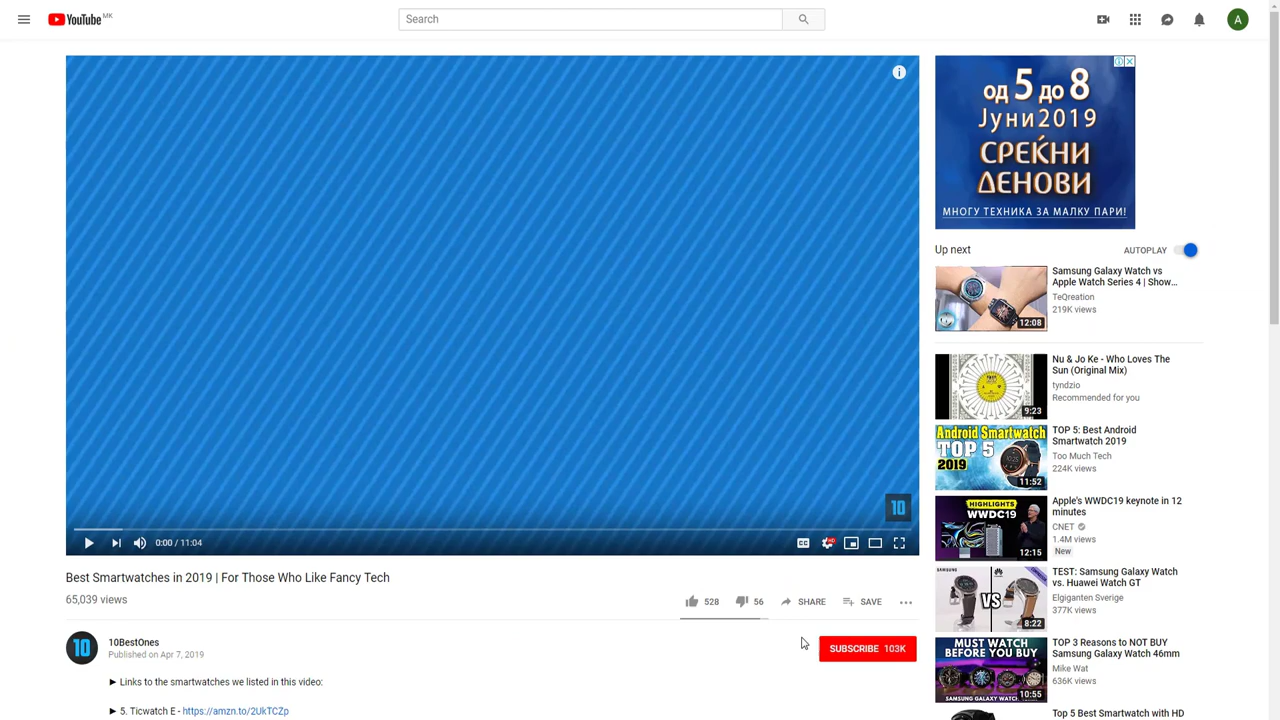 YouTube MK
Search
A
од 5 до 8
Јуни 2019
СРЕЌНИ
ДЕНОВИ
МНОГУ ТЕХНИКА ЗА МАЛКУ ПАРИ!
10
0:00 / 11:04
CC
HD
Best Smartwatches in 2019 | For Those Who Like Fancy Tech
65,039 views
528
56
SHARE
SAVE
10
10BestOnes
Published on Apr 7, 2019
SUBSCRIBE 103K
► Links to the smartwatches we listed in this video:
► 5. Ticwatch E - https://amzn.to/2UkTCZp
Up next
AUTOPLAY
12:08
Samsung Galaxy Watch vs
Apple Watch Series 4 | Show...
TeQreation
219K views
9:23
Nu & Jo Ke - Who Loves The
Sun (Original Mix)
tyndzio
Recommended for you
Android Smartwatch
TOP 5
2019
11:52
TOP 5: Best Android
Smartwatch 2019
Too Much Tech
224K views
HIGHLIGHTS
WWDC19
12:15
Apple's WWDC19 keynote in 12
minutes
CNET
1.4M views
New
SAMSUNG
HUAWEI
VS
8:22
TEST: Samsung Galaxy Watch
vs. Huawei Watch GT
Elgiganten Sverige
377K views
MUST WATCH
BEFORE YOU BUY
SAMSUNG GALAXY WATCH
10:55
TOP 3 Reasons to NOT BUY
Samsung Galaxy Watch 46mm
Mike Wat
636K views
Top 5 Best Smartwatch with HD